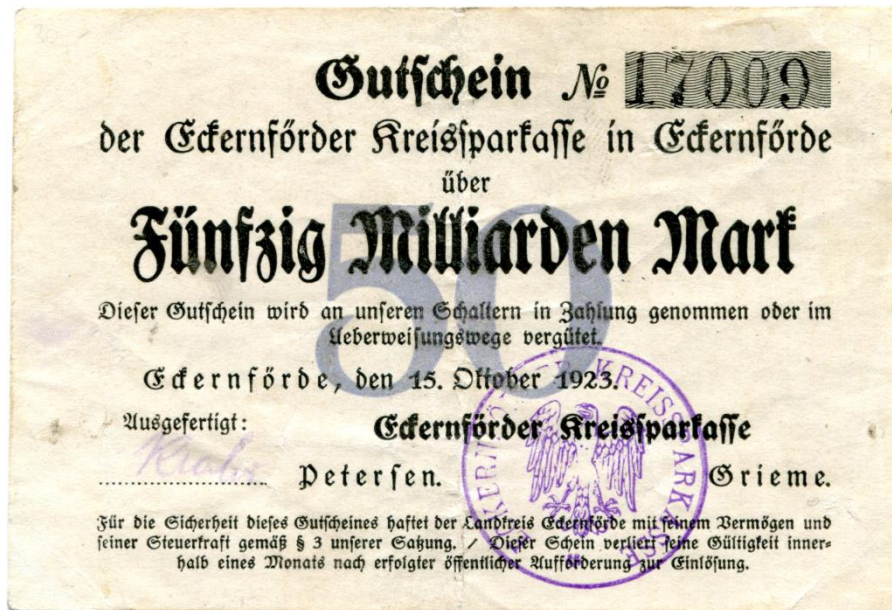 Gutschein № 17009
der Eckernförder Kreissparkasse in Eckernförde
über
50
Fünfzig Milliarden Mark
Dieser Gutschein wird an unseren Schaltern in Zahlung genommen oder im
Ueberweisungswege vergütet.
Eckernförde, den 15. Oktober 1923.
Ausgefertigt: Eckernförder Kreissparkasse
Petersen. Grieme.
ECKERNFÖRDER KREISSPARKASSE
Für die Sicherheit dieses Gutscheines haftet der Landkreis Eckernförde mit seinem Vermögen und
seiner Steuerkraft gemäß § 3 unserer Satzung. / Dieser Schein verliert seine Gültigkeit inner-
halb eines Monats nach erfolgter öffentlicher Aufforderung zur Einlösung.